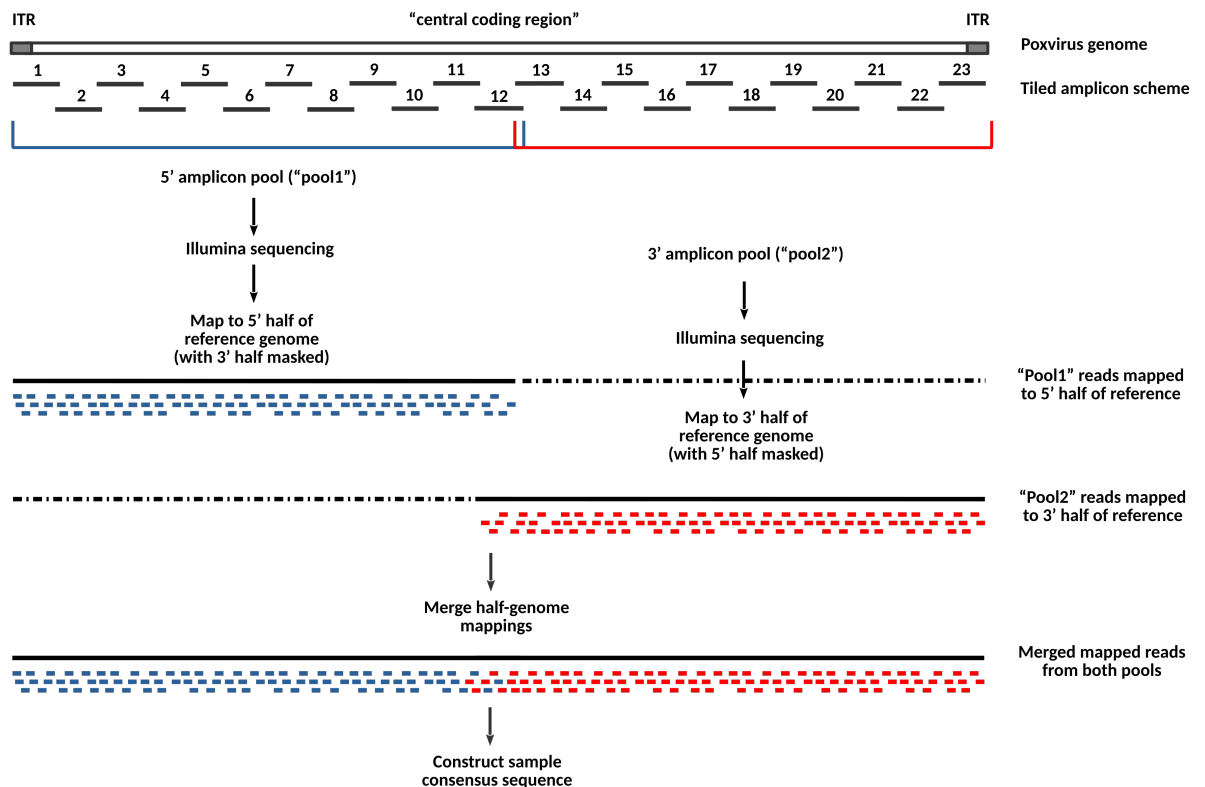 ITR
“central coding region”
ITR
Poxvirus genome
1 3 5 7 9 11 13 15 17 19 21 23
Tiled amplicon scheme
2 4 6 8 10 12 14 16 18 20 22
5’ amplicon pool (“pool1”)
Illumina sequencing
Map to 5’ half of
reference genome
(with 3’ half masked)
3’ amplicon pool (“pool2”)
Illumina sequencing
“Pool1” reads mapped
to 5’ half of reference
Map to 3’ half of
reference genome
(with 5’ half masked)
“Pool2” reads mapped
to 3’ half of reference
Merge half-genome
mappings
Merged mapped reads
from both pools
Construct sample
consensus sequence